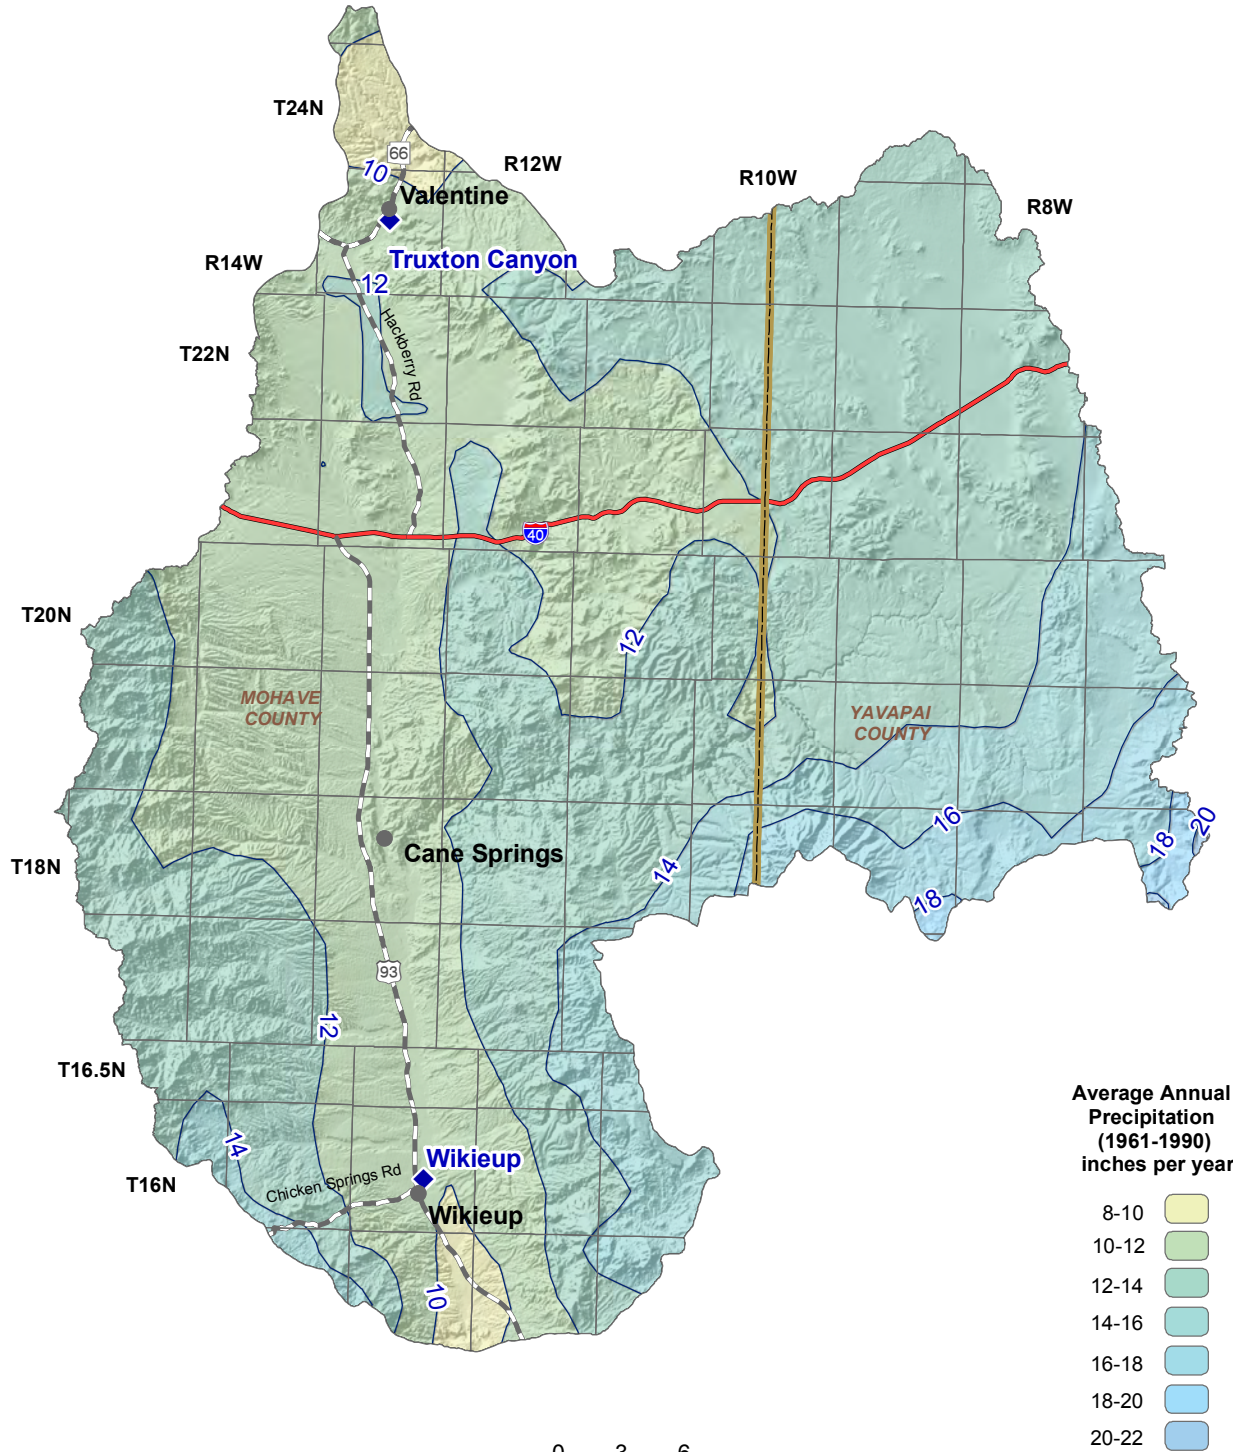 T24N
66
10
R12W
Valentine
R10W
R8W
R14W
Truxton Canyon
12
Hackberry Rd
T22N
40
T20N
12
MOHAVE
COUNTY
YAVAPAI
COUNTY
16
20
18
Cane Springs
T18N
14
18
93
12
T16.5N
14
Wikieup
Chicken Springs Rd
T16N
Wikieup
10
Average Annual
Precipitation
(1961-1990)
inches per year
8-10
10-12
12-14
14-16
16-18
18-20
20-22
0 3 6